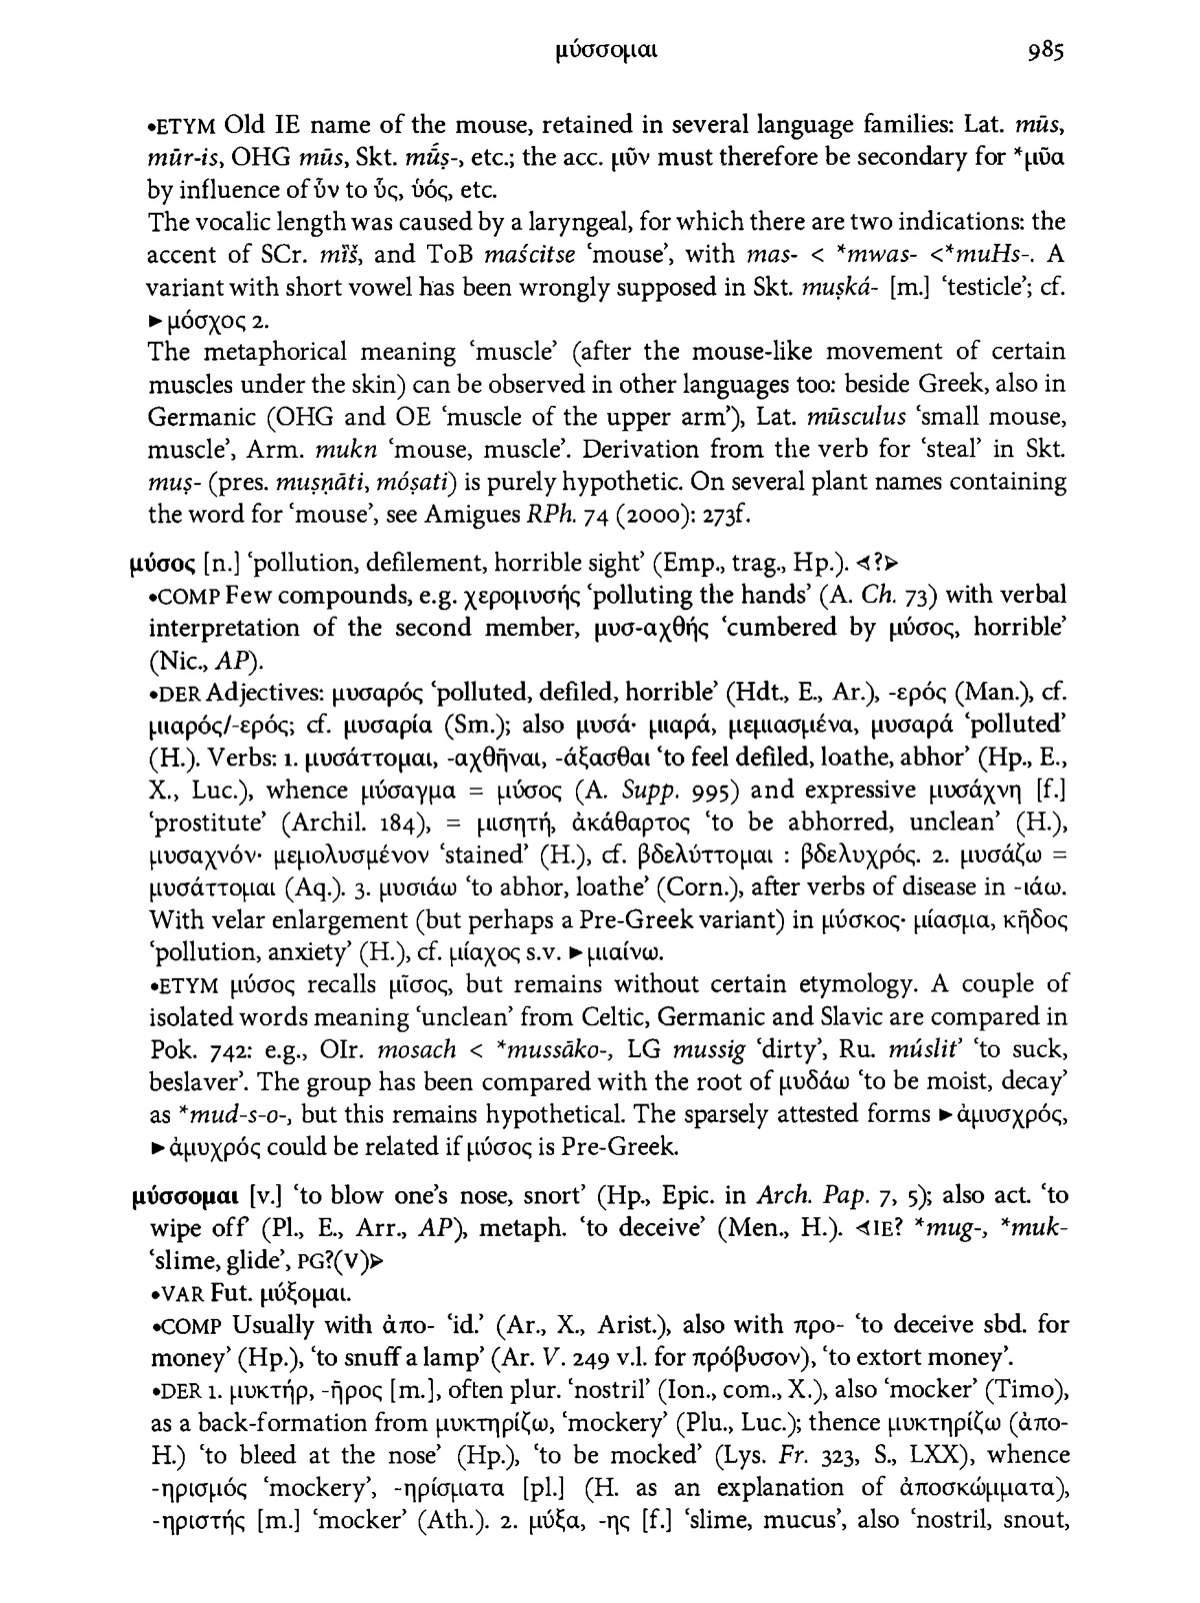 μύσσομαι 985
•ETYM Old IE name of the mouse, retained in several language families: Lat. mūs,
mūr-is, OHG mūs, Skt. mū́ṣ-, etc.; the acc. μῦν must therefore be secondary for *μῦα
by influence of ὗν to ὗς, ὑός, etc.
The vocalic length was caused by a laryngeal, for which there are two indications: the
accent of SCr. mȉš, and ToB maścitse ‘mouse’, with mas- < *mwas- <*muHs-. A
variant with short vowel has been wrongly supposed in Skt. muṣká- [m.] ‘testicle’; cf.
►μόσχος 2.
The metaphorical meaning ‘muscle’ (after the mouse-like movement of certain
muscles under the skin) can be observed in other languages too: beside Greek, also in
Germanic (OHG and OE ‘muscle of the upper arm’), Lat. mūsculus ‘small mouse,
muscle’, Arm. mukn ‘mouse, muscle’. Derivation from the verb for ‘steal’ in Skt.
muṣ- (pres. muṣṇāti, móṣati) is purely hypothetic. On several plant names containing
the word for ‘mouse’, see Amigues RPh. 74 (2000): 273f.
μύσος [n.] ‘pollution, defilement, horrible sight’ (Emp., trag., Hp.). ⊲?⊳
•COMP Few compounds, e.g. χερομυσής ‘polluting the hands’ (A. Ch. 73) with verbal
interpretation of the second member, μυσ-αχθής ‘cumbered by μύσος, horrible’
(Nic., AP).
•DER Adjectives: μυσαρός ‘polluted, defiled, horrible’ (Hdt., E., Ar.), -ερός (Man.), cf.
μιαρός/-ερός; cf. μυσαρία (Sm.); also μυσά· μιαρά, μεμιασμένα, μυσαρά ‘polluted’
(H.). Verbs: 1. μυσάττομαι, -αχθῆναι, -άξασθαι ‘to feel defiled, loathe, abhor’ (Hp., E.,
X., Luc.), whence μύσαγμα = μύσος (A. Supp. 995) and expressive μυσάχνη [f.]
‘prostitute’ (Archil. 184), = μισητή, ἀκάθαρτος ‘to be abhorred, unclean’ (H.),
μυσαχνόν· μεμολυσμένον ‘stained’ (H.), cf. βδελύττομαι : βδελυχρός. 2. μυσάζω =
μυσάττομαι (Aq.). 3. μυσιάω ‘to abhor, loathe’ (Corn.), after verbs of disease in -ιάω.
With velar enlargement (but perhaps a Pre-Greek variant) in μύσκος· μίασμα, κῆδος
‘pollution, anxiety’ (H.), cf. μίαχος s.v. ►μιαίνω.
•ETYM μύσος recalls μῖσος, but remains without certain etymology. A couple of
isolated words meaning ‘unclean’ from Celtic, Germanic and Slavic are compared in
Pok. 742: e.g., OIr. mosach < *mussāko-, LG mussig ‘dirty’, Ru. múslit’ ‘to suck,
beslaver’. The group has been compared with the root of μυδάω ‘to be moist, decay’
as *mud-s-o-, but this remains hypothetical. The sparsely attested forms ►ἀμυσχρός,
►ἀμυχρός could be related if μύσος is Pre-Greek.
μύσσομαι [v.] ‘to blow one’s nose, snort’ (Hp., Epic. in Arch. Pap. 7, 5); also act. ‘to
wipe off’ (Pl., E., Arr., AP), metaph. ‘to deceive’ (Men., H.). ⊲IE? *mug-, *muk-
‘slime, glide’, PG?(V)⊳
•VAR Fut. μύξομαι.
•COMP Usually with ἀπο- ‘id.’ (Ar., X., Arist.), also with προ- ‘to deceive sbd. for
money’ (Hp.), ‘to snuff a lamp’ (Ar. V. 249 v.l. for πρόβυσον), ‘to extort money’.
•DER 1. μυκτήρ, -ῆρος [m.], often plur. ‘nostril’ (Ion., com., X.), also ‘mocker’ (Timo),
as a back-formation from μυκτηρίζω, ‘mockery’ (Plu., Luc.); thence μυκτηρίζω (ἀπο-
H.) ‘to bleed at the nose’ (Hp.), ‘to be mocked’ (Lys. Fr. 323, S., LXX), whence
-ηρισμός ‘mockery’, -ηρίσματα [pl.] (H. as an explanation of ἀποσκώμματα),
-ηριστής [m.] ‘mocker’ (Ath.). 2. μύξα, -ης [f.] ‘slime, mucus’, also ‘nostril, snout,